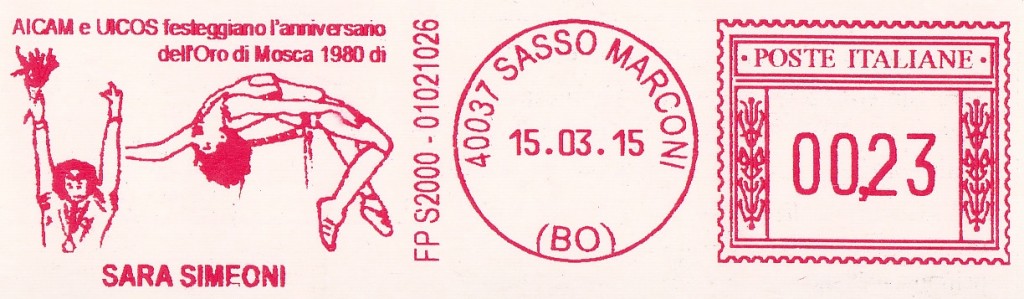 AICAM e UICOS festeggiano l'anniversario
dell'Oro di Mosca 1980 di
SARA SIMEONI
FP S2000 - 01021026
40037 SASSO MARCONI
15.03.15
(BO)
· POSTE ITALIANE ·
00,23